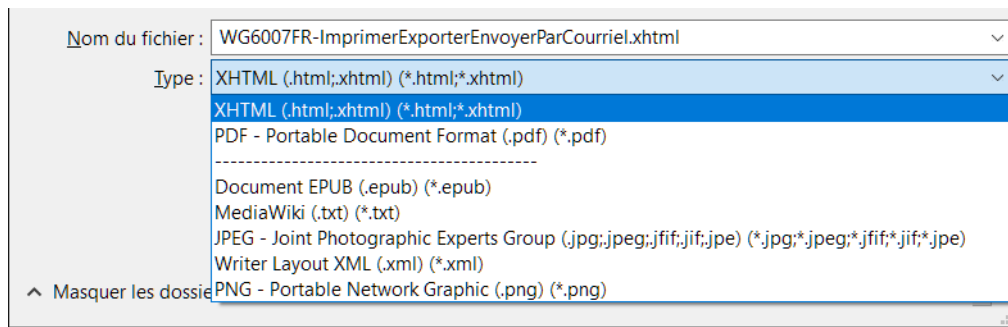 Nom du fichier : WG6007FR-ImprimerExporterEnvoyerParCourriel.xhtml
Type : XHTML (.html;.xhtml) (*.html;*.xhtml)
XHTML (.html;.xhtml) (*.html;*.xhtml)
PDF - Portable Document Format (.pdf) (*.pdf)
------------------------------------------
Document EPUB (.epub) (*.epub)
MediaWiki (.txt) (*.txt)
JPEG - Joint Photographic Experts Group (.jpg;.jpeg;.jfif;.jif;.jpe) (*.jpg;*.jpeg;*.jfif;*.jif;*.jpe)
Writer Layout XML (.xml) (*.xml)
Masquer les dossie PNG - Portable Network Graphic (.png) (*.png)